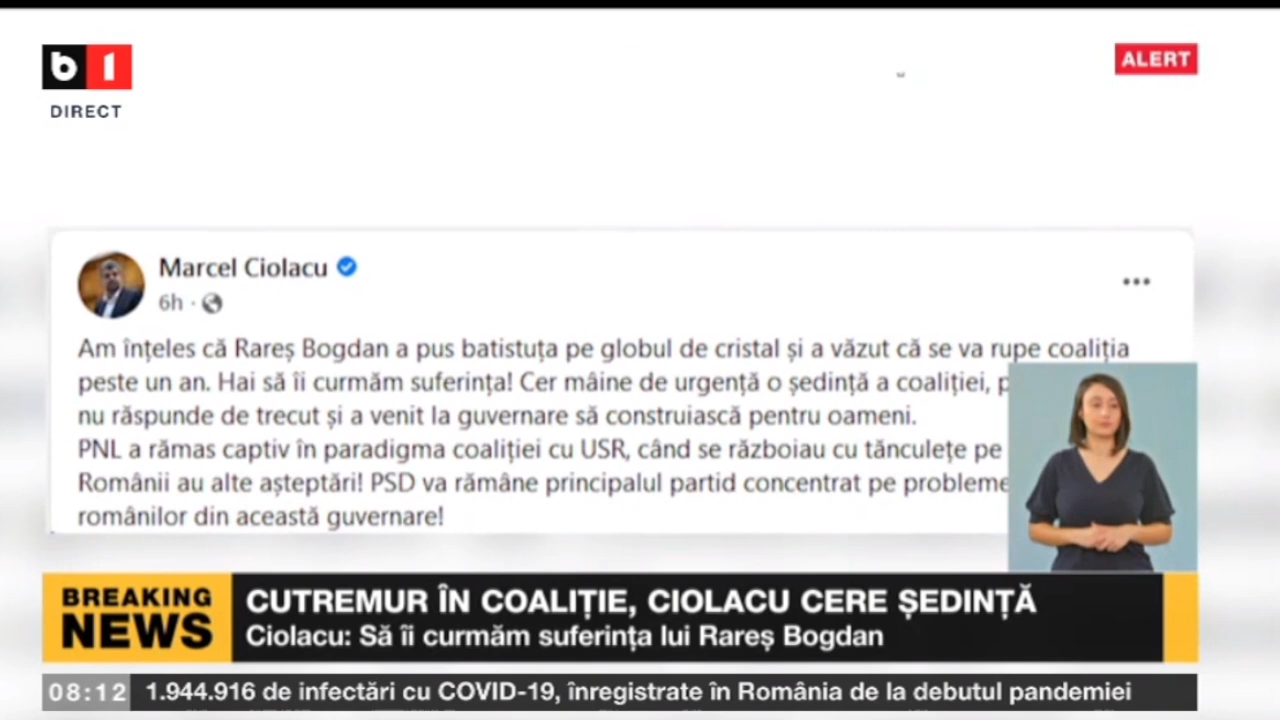 b1
DIRECT
ALERT
Marcel Ciolacu
6h
Am înțeles că Rareș Bogdan a pus batistuța pe globul de cristal și a văzut că se va rupe coaliția
peste un an. Hai să îi curmăm suferința! Cer mâine de urgență o ședință a coaliției,
nu răspunde de trecut și a venit la guvernare să construiască pentru oameni.
PNL a rămas captiv în paradigma coaliției cu USR, când se războiau cu tănculețe pe
Românii au alte așteptări! PSD va rămâne principalul partid concentrat pe probleme
românilor din această guvernare!
BREAKING
NEWS
CUTREMUR ÎN COALIȚIE, CIOLACU CERE ȘEDINȚĂ
Ciolacu: Să îi curmăm suferința lui Rareș Bogdan
08:12 1.944.916 de infectări cu COVID-19, înregistrate în România de la debutul pandemiei